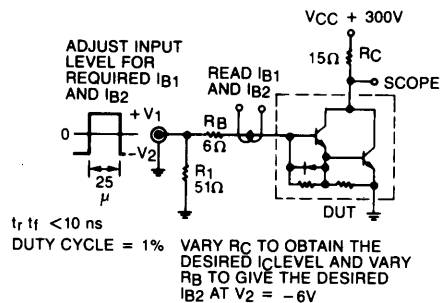 VCC + 300V
ADJUST INPUT
LEVEL FOR
REQUIRED IB1
AND IB2
15Ω RC
SCOPE
READ IB1
AND IB2
+ V1
0
–V2
RB
6Ω
R1
51Ω
25
μ
DUT
tr tf <10 ns
DUTY CYCLE = 1%
VARY RC TO OBTAIN THE
DESIRED ICLEVEL AND VARY
RB TO GIVE THE DESIRED
IB2 AT V2 = –6V